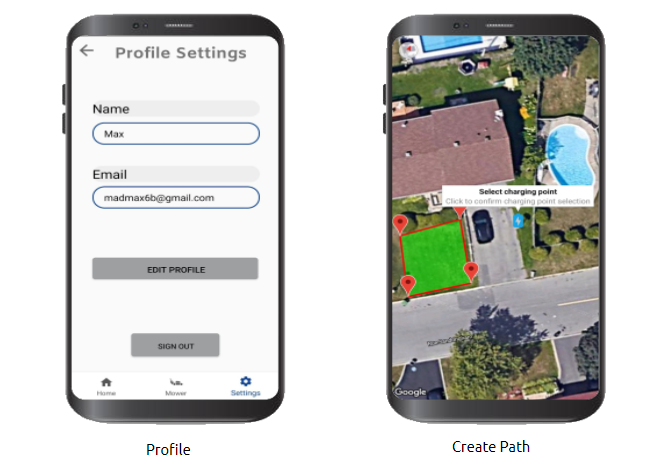 Profile Settings
Name
Max
Email
madmax6b@gmail.com
EDIT PROFILE
SIGN OUT
Home
Mower
Settings
Profile
Select charging point
Click to confirm charging point selection
Google
Create Path